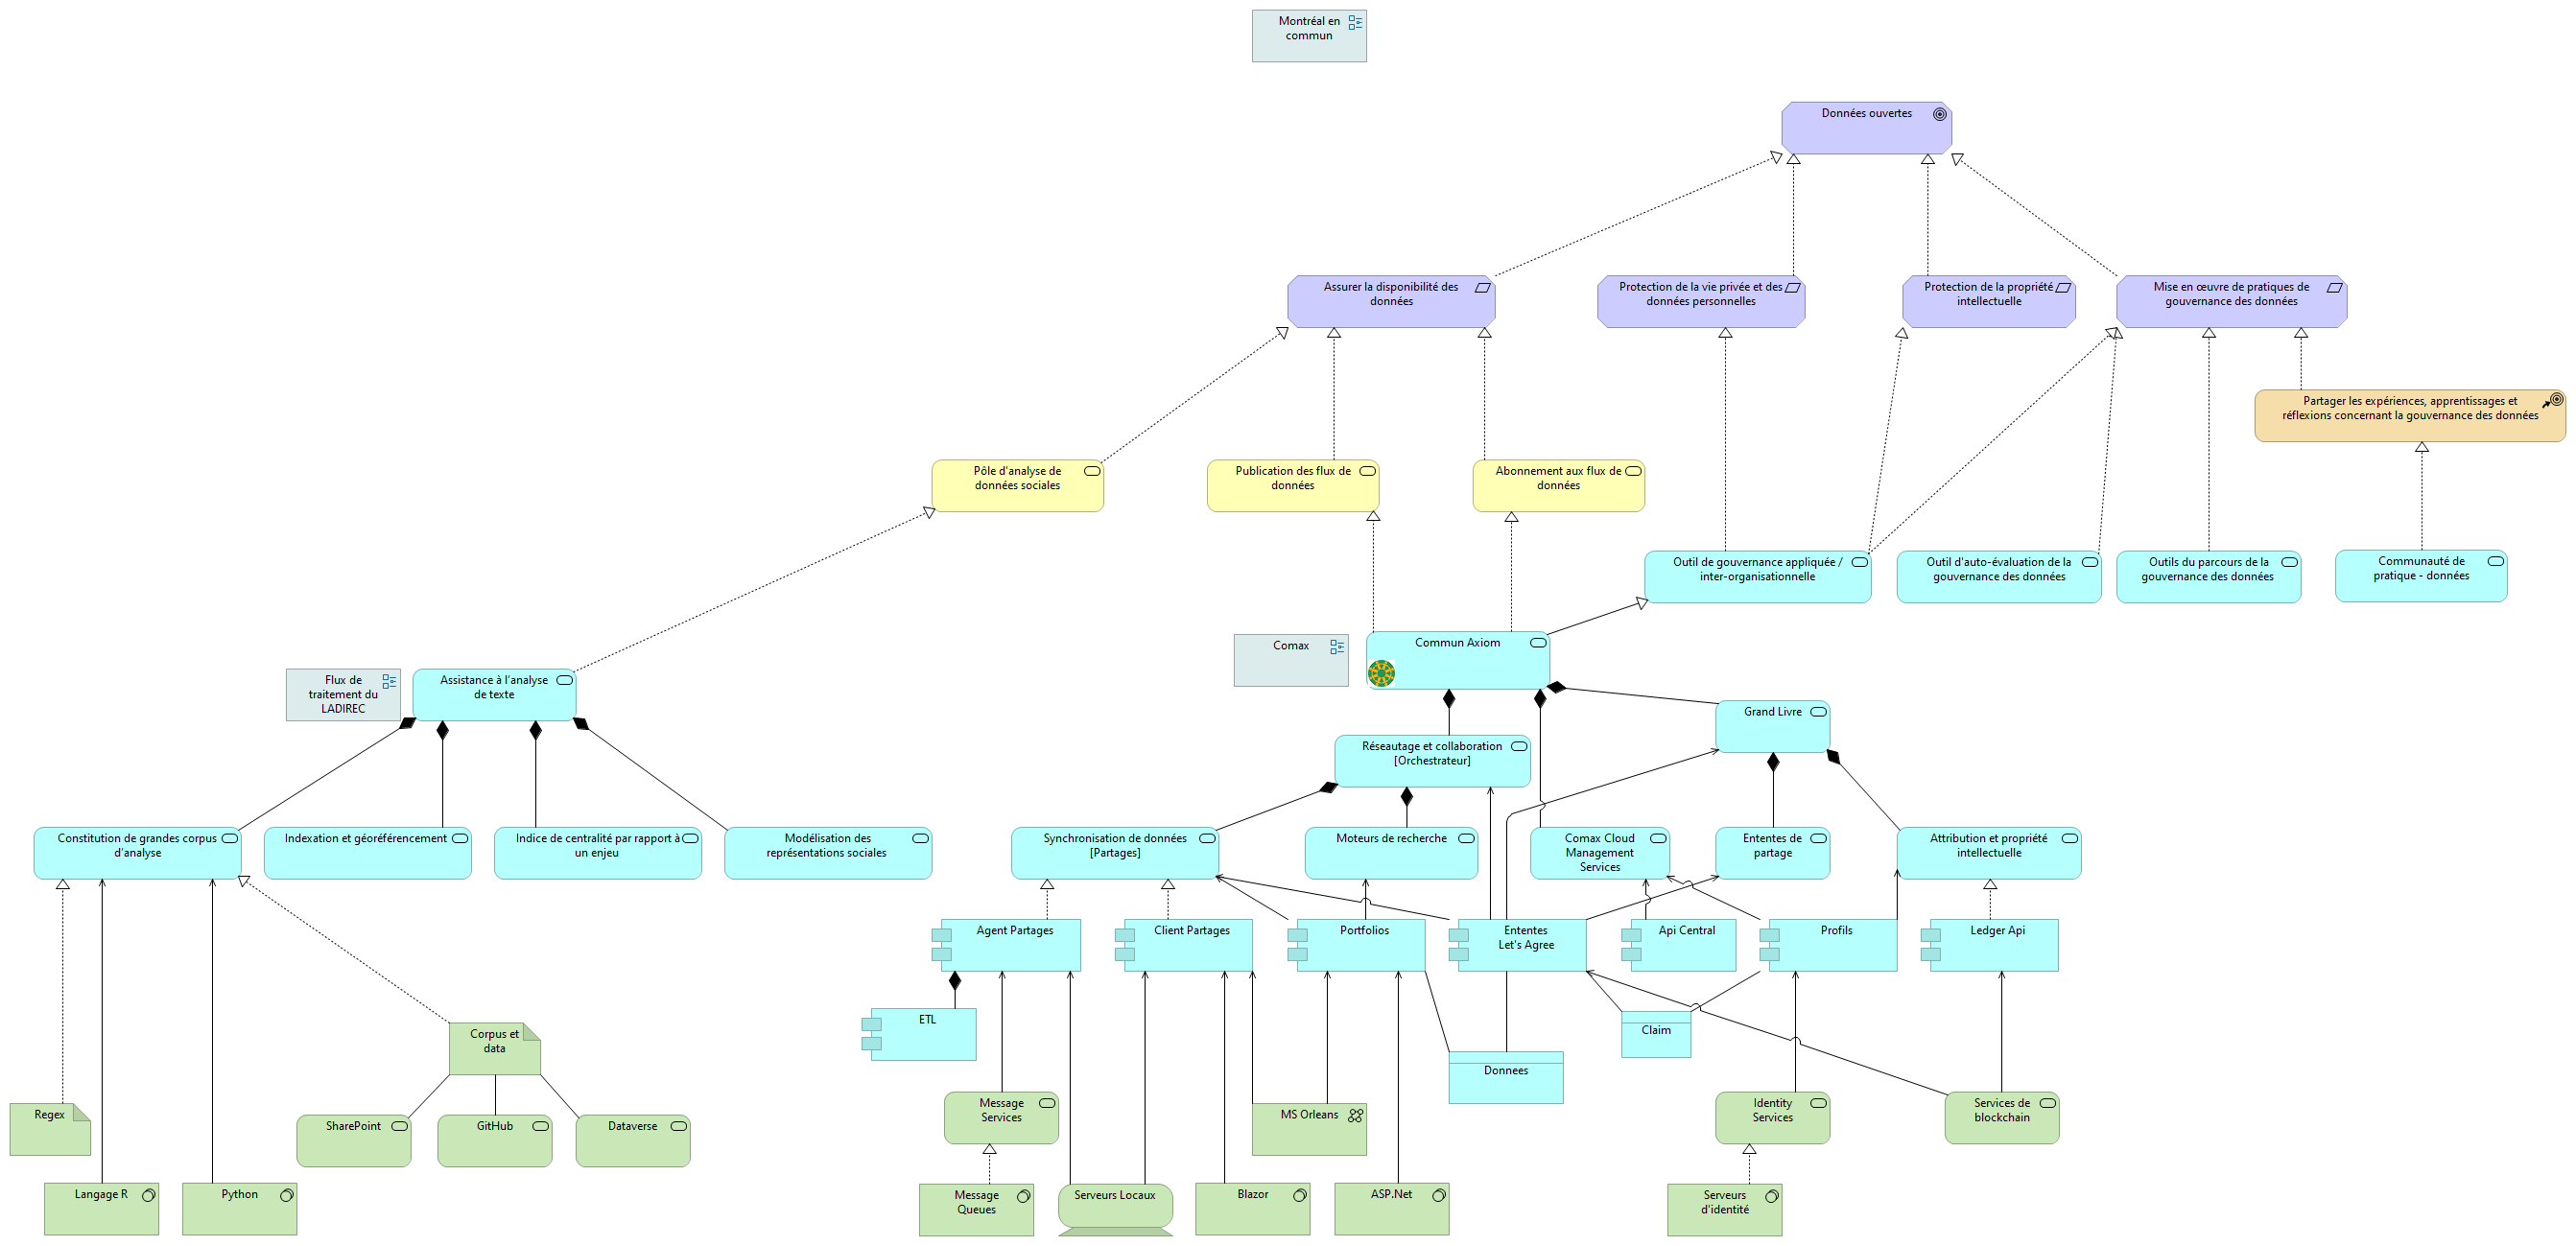 Montréal en
commun
Données ouvertes
Assurer la disponibilité des
données
Protection de la vie privée et des
données personnelles
Protection de la propriété
intellectuelle
Mise en œuvre de pratiques de
gouvernance des données
Partager les expériences, apprentissages et
réflexions concernant la gouvernance des données
Pôle d'analyse de
données sociales
Publication des flux de
données
Abonnement aux flux de
données
Outil de gouvernance appliquée /
inter-organisationnelle
Outil d'auto-évaluation de la
gouvernance des données
Outils du parcours de la
gouvernance des données
Communauté de
pratique - données
Comax
Commun Axiom
Flux de
traitement du
LADIREC
Assistance à l'analyse
de texte
Grand Livre
Réseautage et collaboration
[Orchestrateur]
Constitution de grandes corpus
d'analyse
Indexation et géoréférencement
Indice de centralité par rapport à
un enjeu
Modélisation des
représentations sociales
Synchronisation de données
[Partages]
Moteurs de recherche
Comax Cloud
Management
Services
Ententes de
partage
Attribution et propriété
intellectuelle
Agent Partages
Client Partages
Portfolios
Ententes
Let's Agree
Api Central
Profils
Ledger Api
ETL
Corpus et
data
Claim
Donnees
Regex
SharePoint
GitHub
Dataverse
Message
Services
MS Orleans
Identity
Services
Services de
blockchain
Langage R
Python
Message
Queues
Serveurs Locaux
Blazor
ASP.Net
Serveurs
d'identité